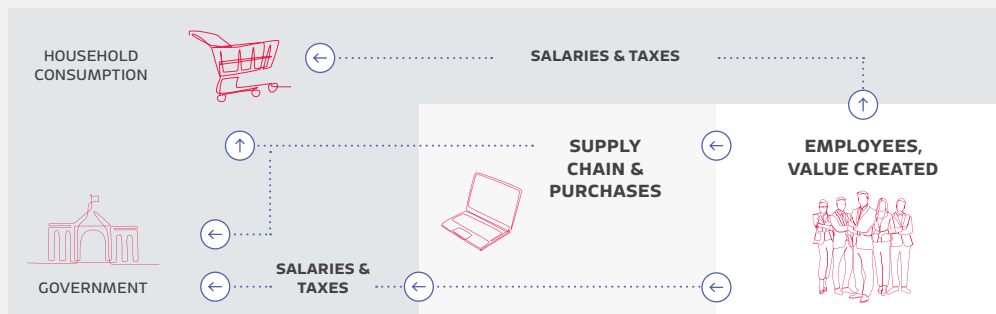 HOUSEHOLD
CONSUMPTION
SALARIES & TAXES
SUPPLY
CHAIN &
PURCHASES
EMPLOYEES,
VALUE CREATED
GOVERNMENT
SALARIES &
TAXES